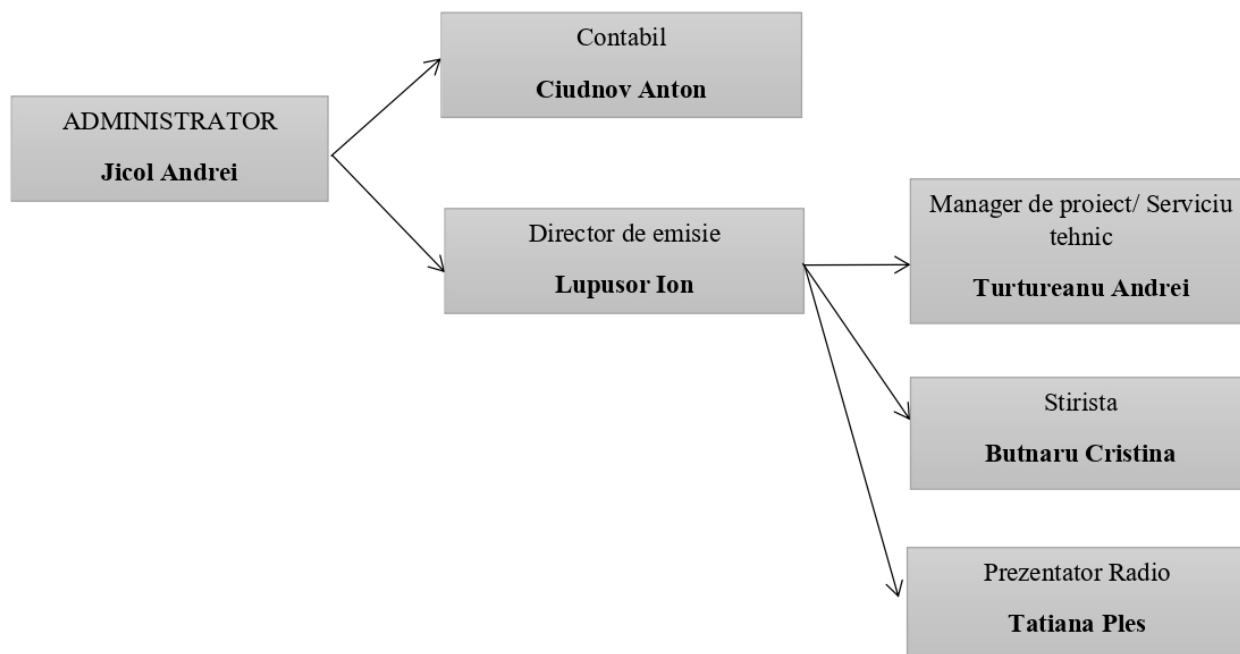 Contabil
Ciudnov Anton
ADMINISTRATOR
Jicol Andrei
Director de emisie
Lupusor Ion
Manager de proiect/ Serviciu
tehnic
Turtureanu Andrei
Stirista
Butnaru Cristina
Prezentator Radio
Tatiana Ples